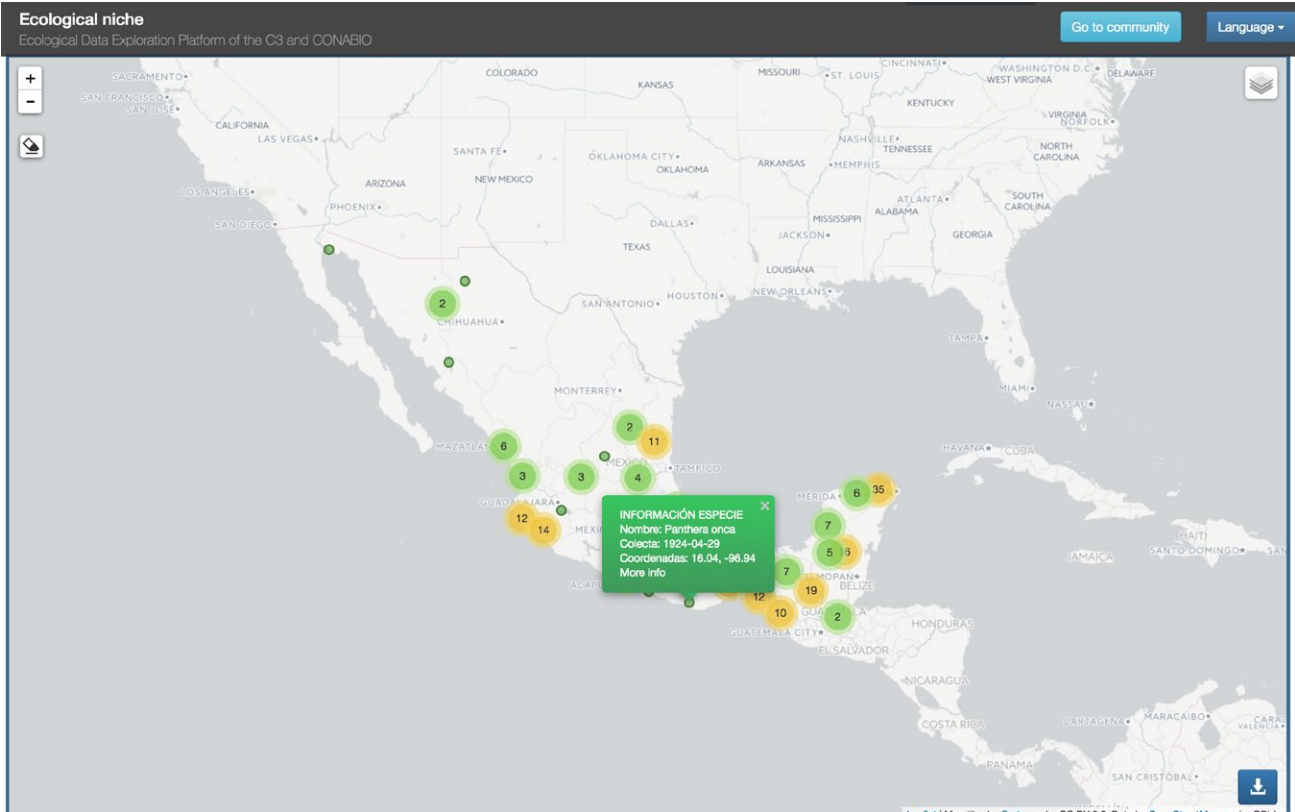 Ecological niche
Ecological Data Exploration Platform of the C3 and CONABIO
Go to community
Language
+
-
SACRAMENTO
SAN FRANCISCO
SAN JOSE
CALIFORNIA
LAS VEGAS
LOS ANGELES
SAN DIEGO
ARIZONA
PHOENIX
SANTA FE
NEW MEXICO
COLORADO
KANSAS
OKLAHOMA CITY
OKLAHOMA
DALLAS
TEXAS
SAN ANTONIO
HOUSTON
MISSOURI
ST. LOUIS
CINCINNATI
WASHINGTON D.C.
WEST VIRGINIA
DELAWARE
KENTUCKY
VIRGINIA
NORFOLK
NASHVILLE
TENNESSEE
NORTH
CAROLINA
ARKANSAS
MEMPHIS
ATLANTA
SOUTH
CAROLINA
MISSISSIPPI
ALABAMA
JACKSON
GEORGIA
LOUISIANA
NEW ORLEANS
TAMPA
MIAMI
NASSAU
HAVANA
CUBA
2
CHIHUAHUA
MONTERREY
2
11
6
3
3
4
MEXICO
TAMPICO
12
14
INFORMACIÓN ESPECIE
Nombre: Panthera onca
Colecta: 1924-04-29
Coordenadas: 16.04, -96.94
More info
×
MERIDA
6
35
7
5
7
BELIZE
12
19
10
2
GUATEMALA CITY
HONDURAS
EL SALVADOR
NICARAGUA
COSTA RICA
PANAMA
HAITI
SANTO DOMINGO
SAN
JAMAICA
CARTAGENA
MARACAIBO
VALENCIA
SAN CRISTÓBAL